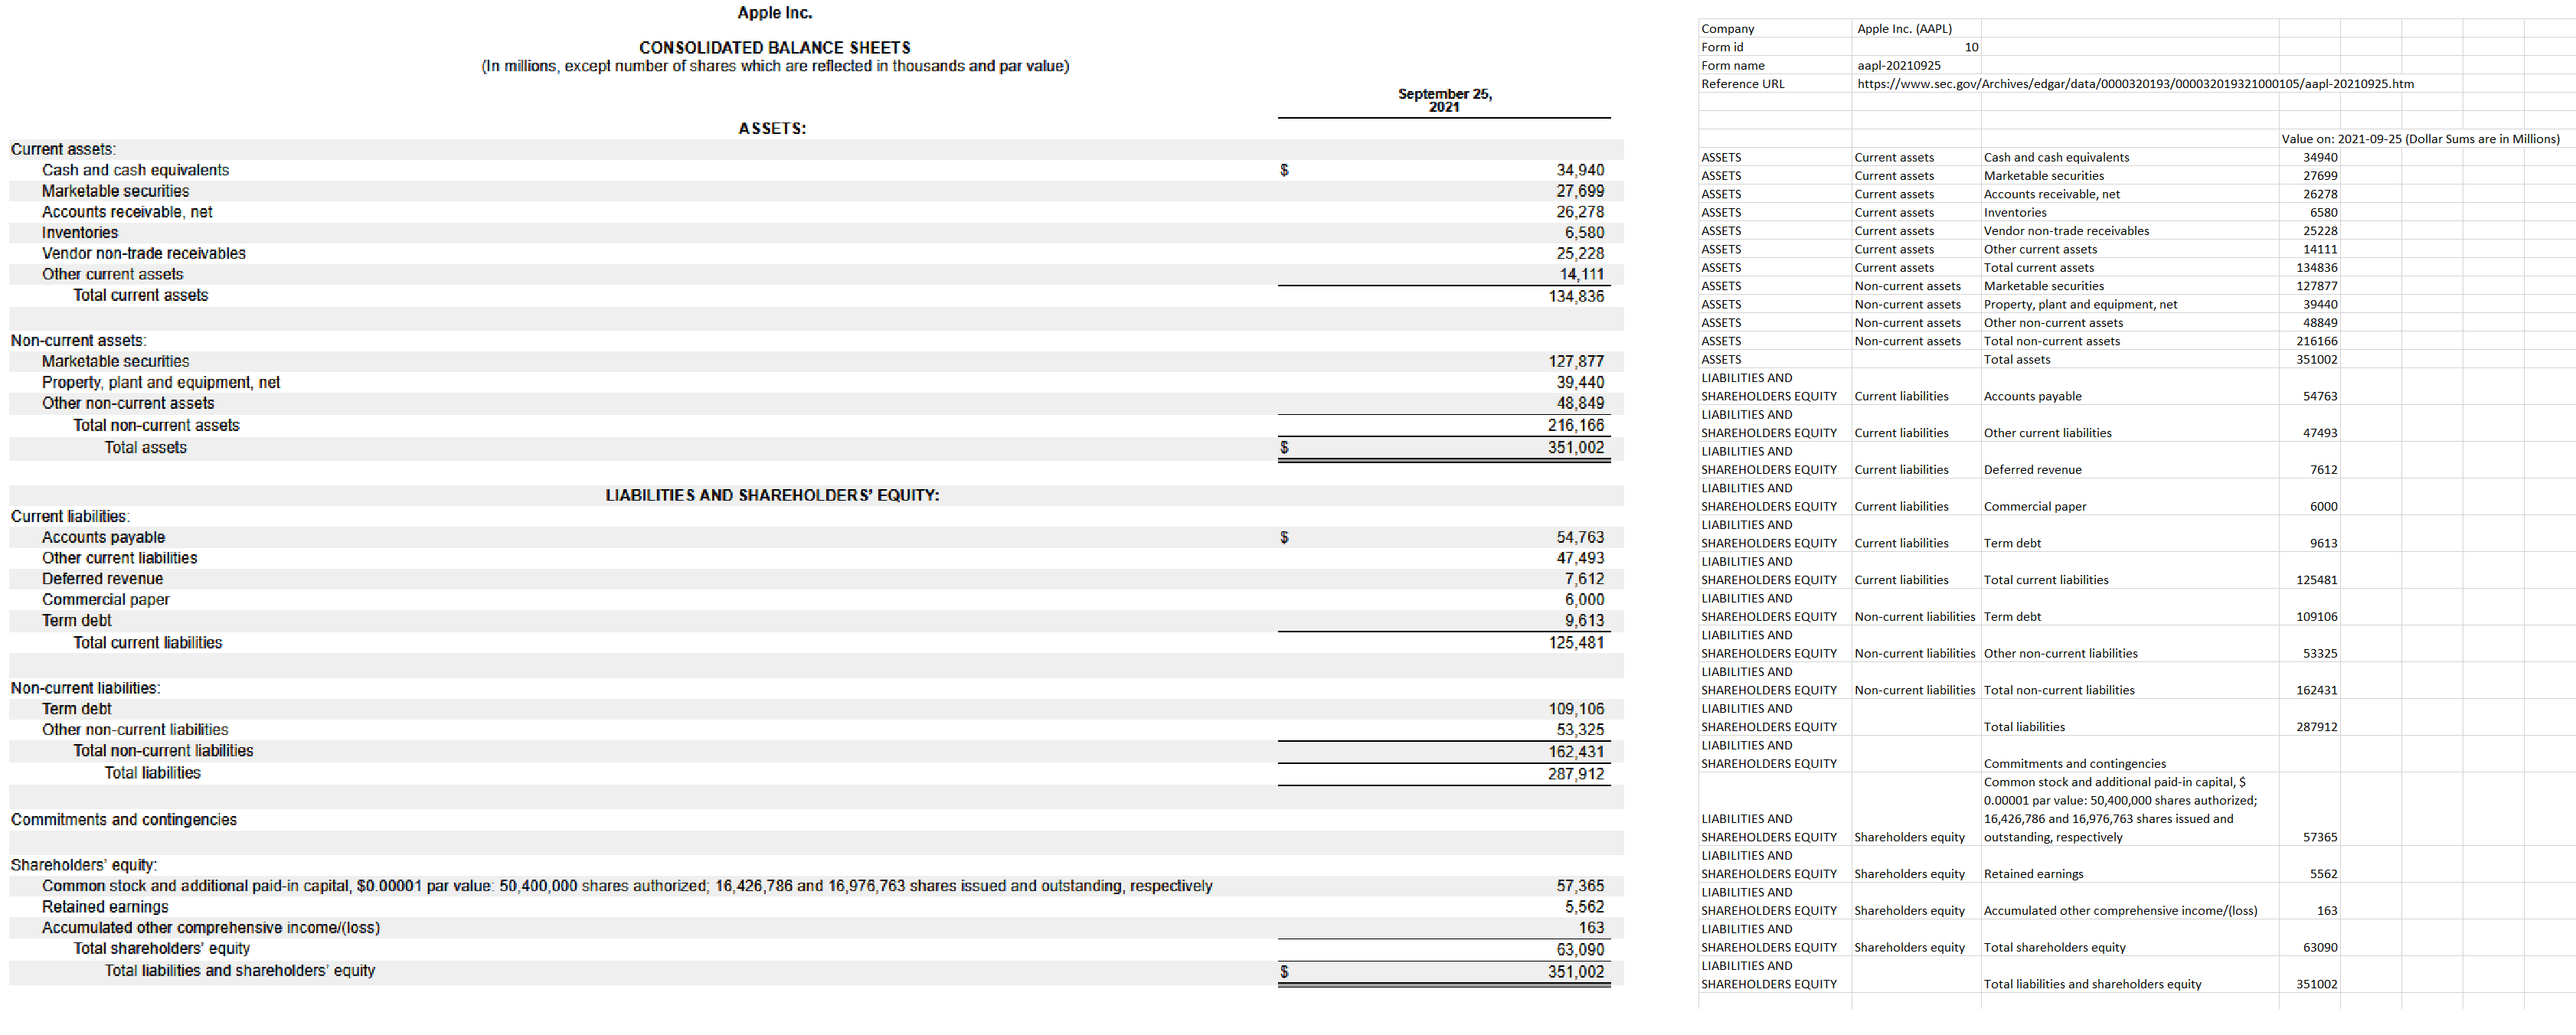 Apple Inc.
CONSOLIDATED BALANCE SHEETS
(In millions, except number of shares which are reflected in thousands and par value)
September 25,
2021
ASSETS:
Current assets:
Cash and cash equivalents $ 34,940
Marketable securities 27,699
Accounts receivable, net 26,278
Inventories 6,580
Vendor non-trade receivables 25,228
Other current assets 14,111
Total current assets 134,836
Non-current assets:
Marketable securities 127,877
Property, plant and equipment, net 39,440
Other non-current assets 48,849
Total non-current assets 216,166
Total assets $ 351,002
LIABILITIES AND SHAREHOLDERS’ EQUITY:
Current liabilities:
Accounts payable $ 54,763
Other current liabilities 47,493
Deferred revenue 7,612
Commercial paper 6,000
Term debt 9,613
Total current liabilities 125,481
Non-current liabilities:
Term debt 109,106
Other non-current liabilities 53,325
Total non-current liabilities 162,431
Total liabilities 287,912
Commitments and contingencies
Shareholders’ equity:
Common stock and additional paid-in capital, $0.00001 par value: 50,400,000 shares authorized; 16,426,786 and 16,976,763 shares issued and outstanding, respectively 57,365
Retained earnings 5,562
Accumulated other comprehensive income/(loss) 163
Total shareholders’ equity 63,090
Total liabilities and shareholders’ equity $ 351,002
Company Apple Inc. (AAPL)
Form id 10
Form name aapl-20210925
Reference URL https://www.sec.gov/Archives/edgar/data/0000320193/000032019321000105/aapl-20210925.htm
Value on: 2021-09-25 (Dollar Sums are in Millions)
ASSETS Current assets Cash and cash equivalents 34940
ASSETS Current assets Marketable securities 27699
ASSETS Current assets Accounts receivable, net 26278
ASSETS Current assets Inventories 6580
ASSETS Current assets Vendor non-trade receivables 25228
ASSETS Current assets Other current assets 14111
ASSETS Current assets Total current assets 134836
ASSETS Non-current assets Marketable securities 127877
ASSETS Non-current assets Property, plant and equipment, net 39440
ASSETS Non-current assets Other non-current assets 48849
ASSETS Non-current assets Total non-current assets 216166
ASSETS Total assets 351002
LIABILITIES AND
SHAREHOLDERS EQUITY Current liabilities Accounts payable 54763
LIABILITIES AND
SHAREHOLDERS EQUITY Current liabilities Other current liabilities 47493
LIABILITIES AND
SHAREHOLDERS EQUITY Current liabilities Deferred revenue 7612
LIABILITIES AND
SHAREHOLDERS EQUITY Current liabilities Commercial paper 6000
LIABILITIES AND
SHAREHOLDERS EQUITY Current liabilities Term debt 9613
LIABILITIES AND
SHAREHOLDERS EQUITY Current liabilities Total current liabilities 125481
LIABILITIES AND
SHAREHOLDERS EQUITY Non-current liabilities Term debt 109106
LIABILITIES AND
SHAREHOLDERS EQUITY Non-current liabilities Other non-current liabilities 53325
LIABILITIES AND
SHAREHOLDERS EQUITY Non-current liabilities Total non-current liabilities 162431
LIABILITIES AND
SHAREHOLDERS EQUITY Total liabilities 287912
LIABILITIES AND
SHAREHOLDERS EQUITY Commitments and contingencies
Common stock and additional paid-in capital, $
0.00001 par value: 50,400,000 shares authorized;
LIABILITIES AND 16,426,786 and 16,976,763 shares issued and
SHAREHOLDERS EQUITY Shareholders equity outstanding, respectively 57365
LIABILITIES AND
SHAREHOLDERS EQUITY Shareholders equity Retained earnings 5562
LIABILITIES AND
SHAREHOLDERS EQUITY Shareholders equity Accumulated other comprehensive income/(loss) 163
LIABILITIES AND
SHAREHOLDERS EQUITY Shareholders equity Total shareholders equity 63090
LIABILITIES AND
SHAREHOLDERS EQUITY Total liabilities and shareholders equity 351002